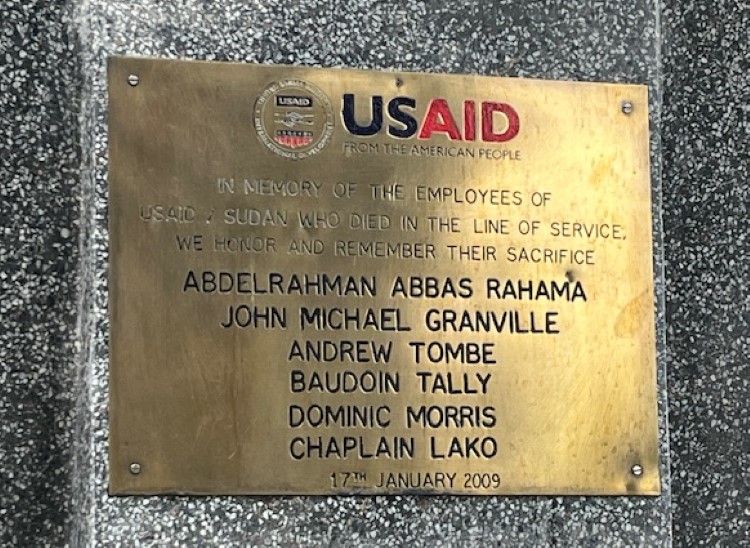 USAID
USAID
FROM THE AMERICAN PEOPLE
IN MEMORY OF THE EMPLOYEES OF
USAID / SUDAN WHO DIED IN THE LINE OF SERVICE.
WE HONOR AND REMEMBER THEIR SACRIFICE
ABDELRAHMAN ABBAS RAHAMA
JOHN MICHAEL GRANVILLE
ANDREW TOMBE
BAUDOIN TALLY
DOMINIC MORRIS
CHAPLAIN LAKO
17TH JANUARY 2009